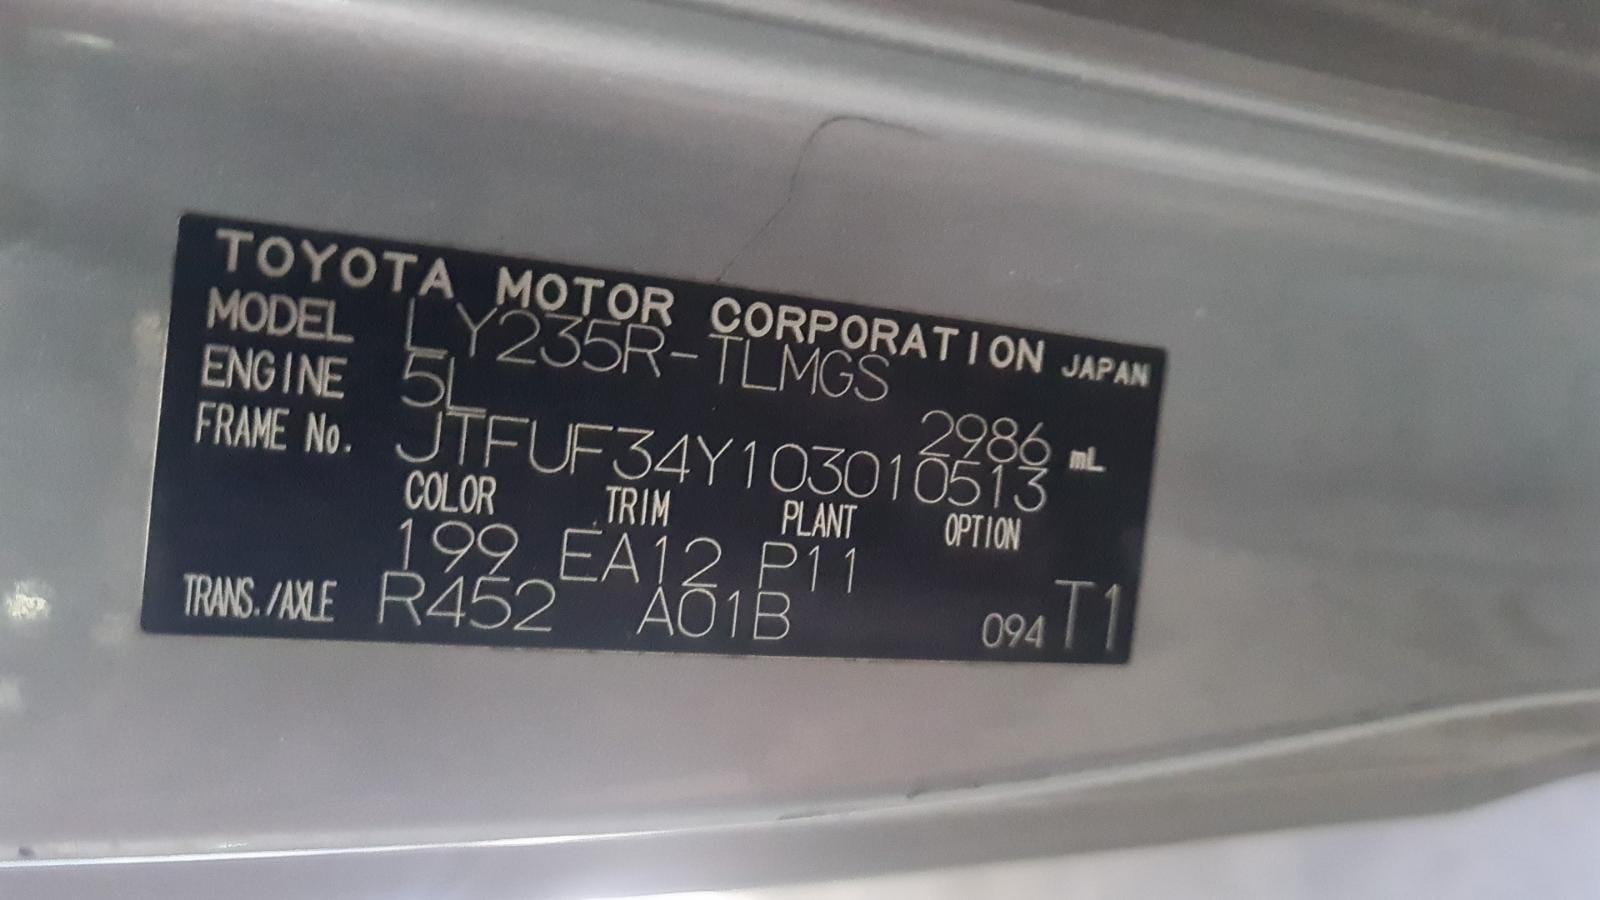 TOYOTA MOTOR CORPORATION JAPAN
MODEL LY235R-TLMGS
ENGINE 5L 2986 mL
FRAME No. JTFUF34Y103010513
COLOR TRIM PLANT OPTION
199 EA12 P11
TRANS./AXLE R452 A01B 094 T1